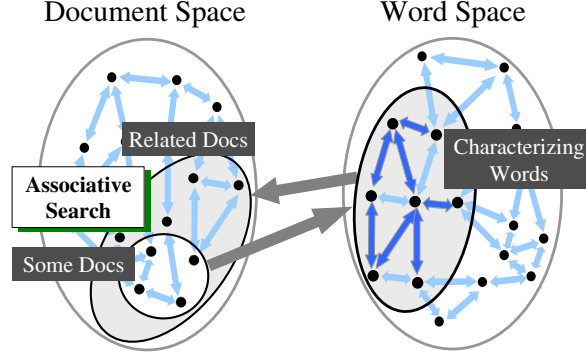 Document Space
Word Space
Related Docs
Characterizing
Words
Associative
Search
Some Docs